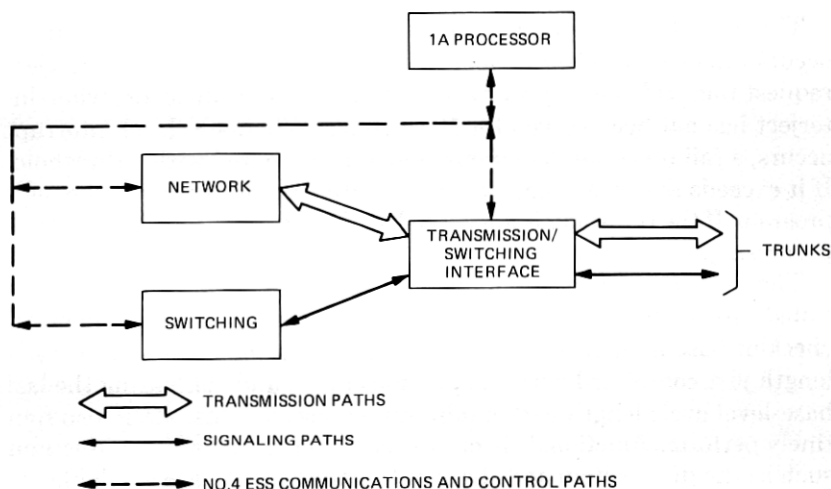 1A PROCESSOR
NETWORK
TRANSMISSION/
SWITCHING
INTERFACE
TRUNKS
SWITCHING
TRANSMISSION PATHS
SIGNALING PATHS
NO.4 ESS COMMUNICATIONS AND CONTROL PATHS